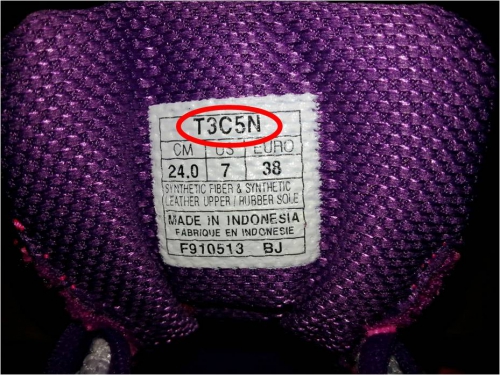 T3C5N
CM US EURO
24.0 7 38
SYNTHETIC FIBER & SYNTHETIC
LEATHER UPPER / RUBBER SOLE
MADE IN INDONESIA
FABRIQUE EN INDONESIE
F910513 BJ